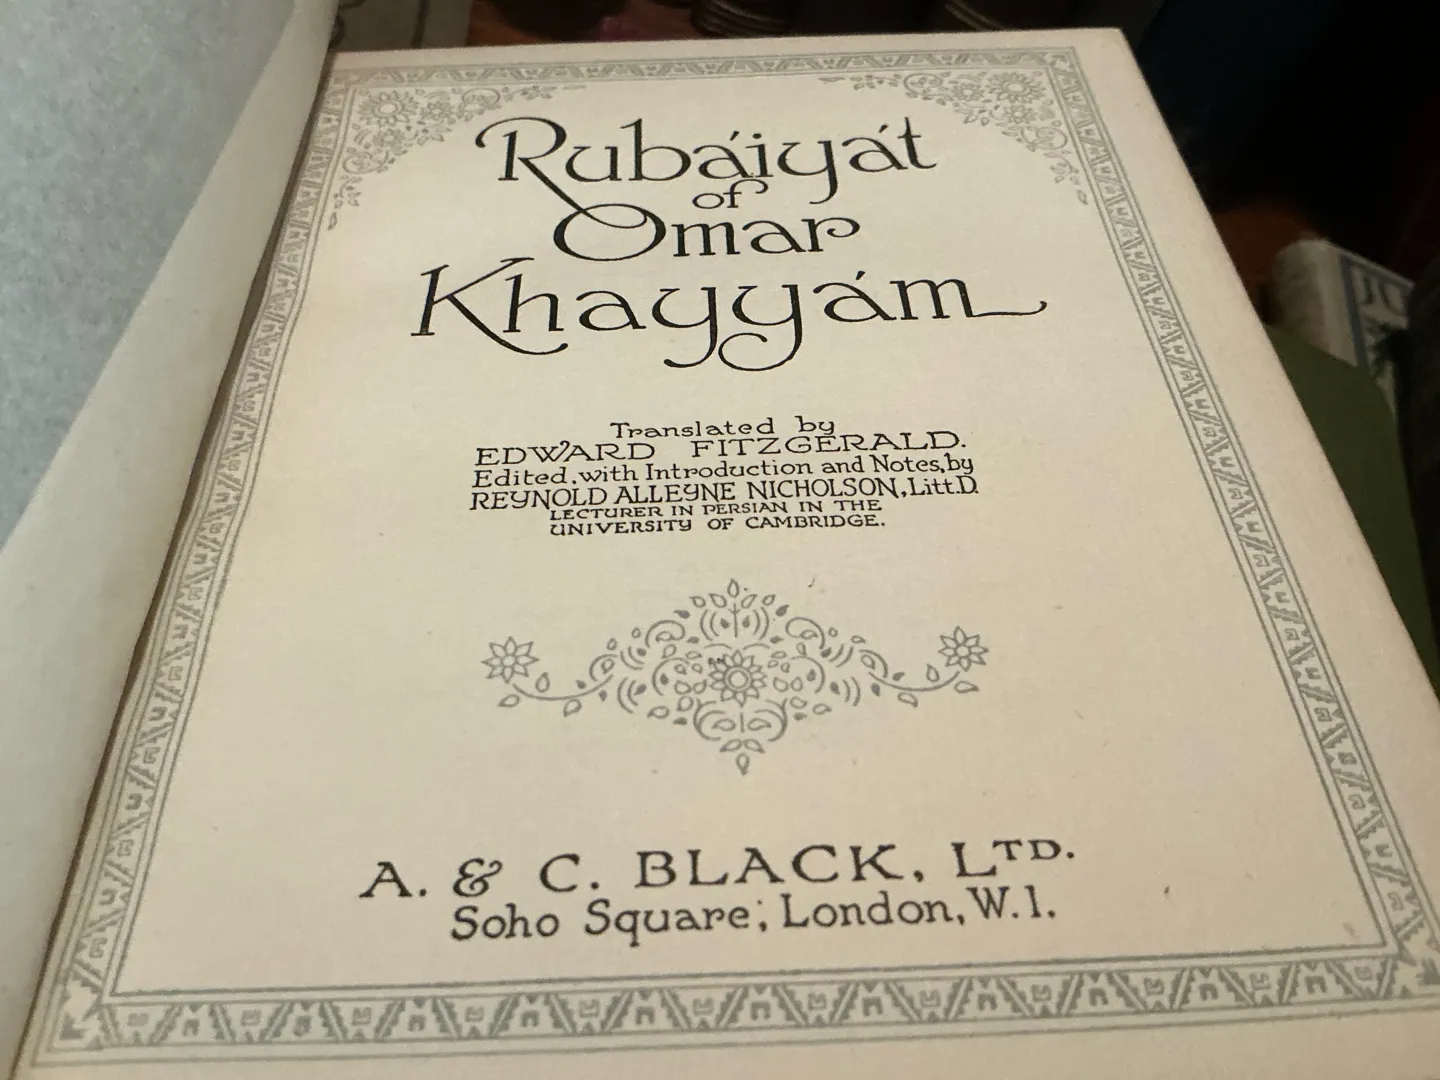 Rubáiyát
of
Omar
Khayyám
Translated by
EDWARD FITZGERALD.
Edited, with Introduction and Notes, by
REYNOLD ALLEYNE NICHOLSON, Litt.D.
LECTURER IN PERSIAN IN THE
UNIVERSITY OF CAMBRIDGE.
A. & C. BLACK, LTD.
Soho Square, London, W.1.